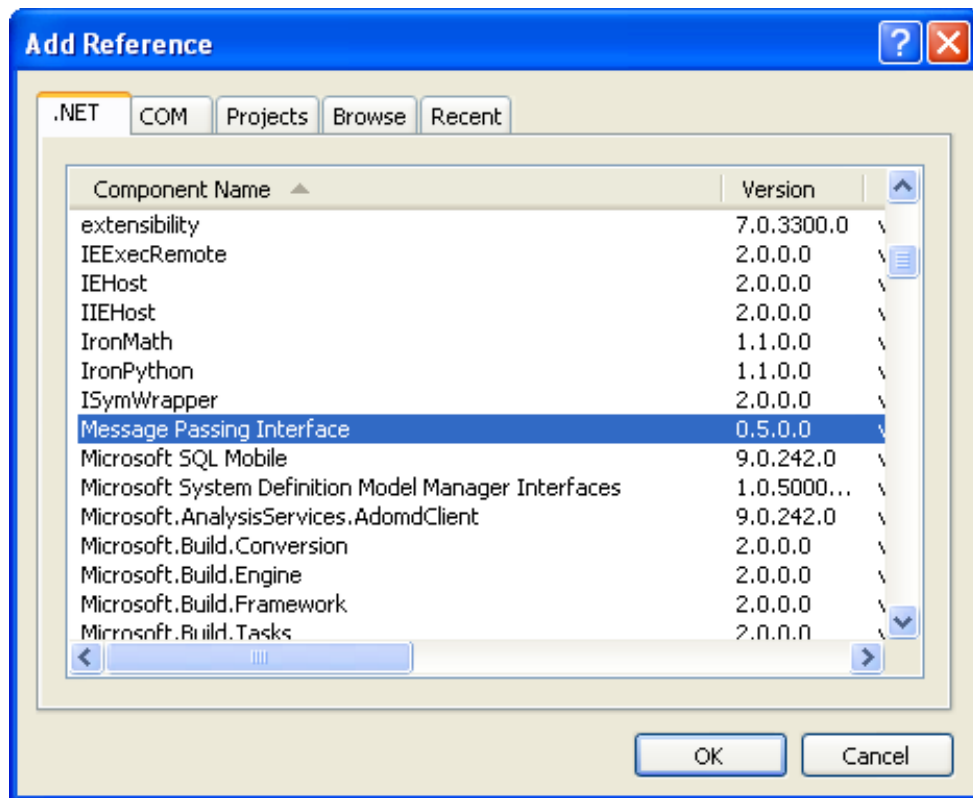 Add Reference
.NET COM Projects Browse Recent
Component Name Version
extensibility 7.0.3300.0
IEExecRemote 2.0.0.0
IEHost 2.0.0.0
IIEHost 2.0.0.0
IronMath 1.1.0.0
IronPython 1.1.0.0
ISymWrapper 2.0.0.0
Message Passing Interface 0.5.0.0
Microsoft SQL Mobile 9.0.242.0
Microsoft System Definition Model Manager Interfaces 1.0.5000...
Microsoft.AnalysisServices.AdomdClient 9.0.242.0
Microsoft.Build.Conversion 2.0.0.0
Microsoft.Build.Engine 2.0.0.0
Microsoft.Build.Framework 2.0.0.0
Microsoft.Build.Tasks 2.0.0.0
OK Cancel